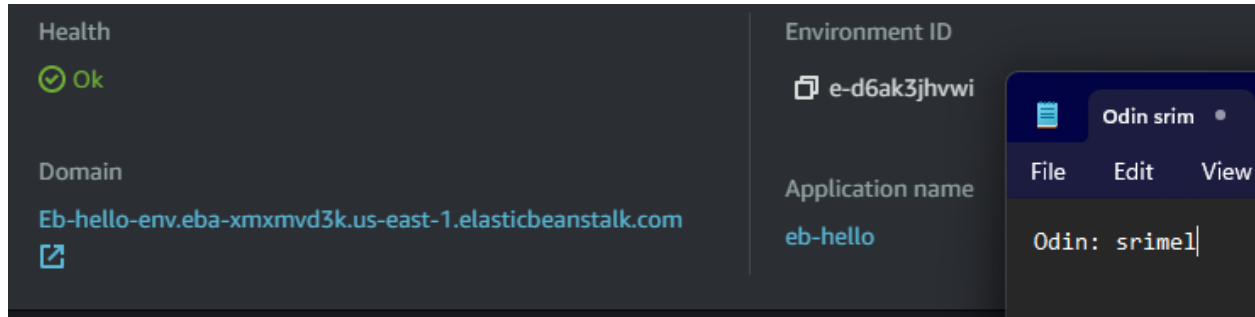 Health
Ok
Domain
Eb-hello-env.eba-xmxmvd3k.us-east-1.elasticbeanstalk.com
Environment ID
e-d6ak3jhvwi
Application name
eb-hello
Odin srim
File Edit View
Odin: srimel